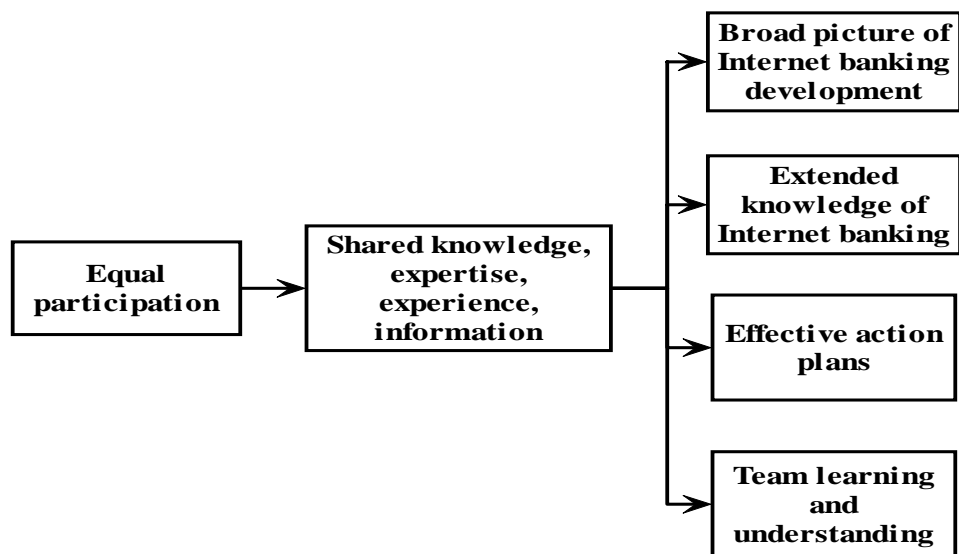 Equal
participation
Shared knowledge,
expertise,
experience,
information
Broad picture of
Internet banking
development
Extended
knowledge of
Internet banking
Effective action
plans
Team learning
and
understanding